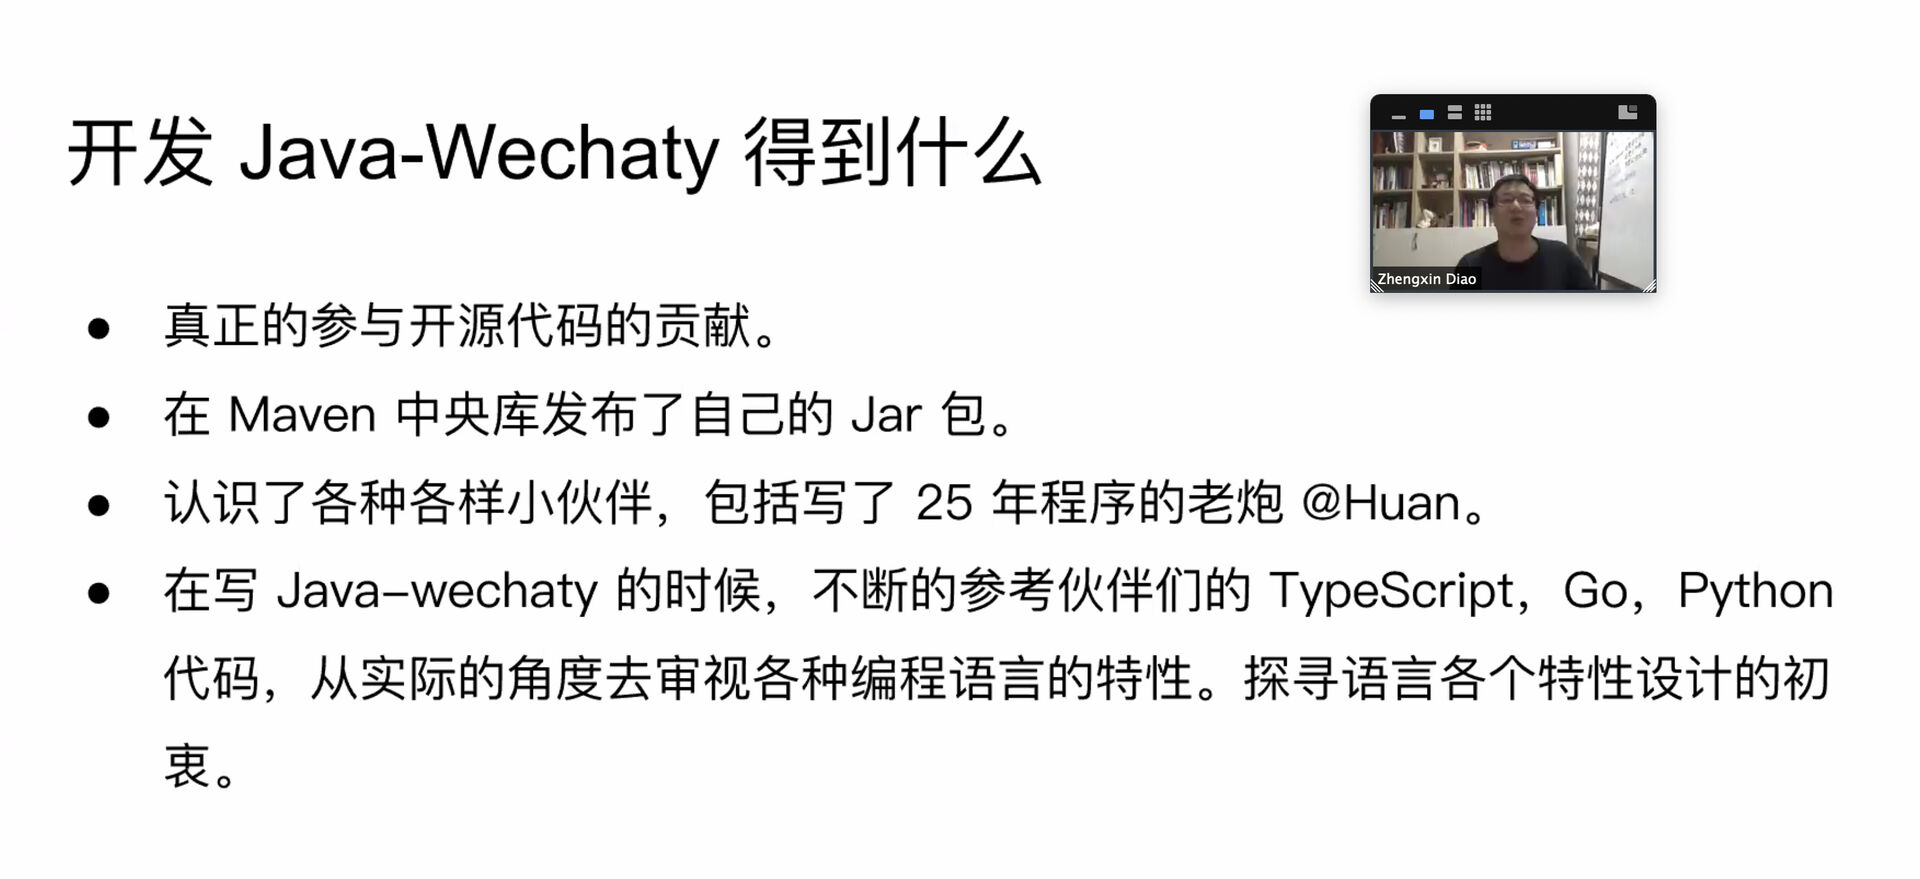 开发 Java-Wechaty 得到什么
Zhengxin Diao
● 真正的参与开源代码的贡献。
● 在 Maven 中央库发布了自己的 Jar 包。
● 认识了各种各样小伙伴，包括写了 25 年程序的老炮 @Huan。
● 在写 Java-wechaty 的时候，不断的参考伙伴们的 TypeScript，Go，Python
代码，从实际的角度去审视各种编程语言的特性。探寻语言各个特性设计的初
衷。